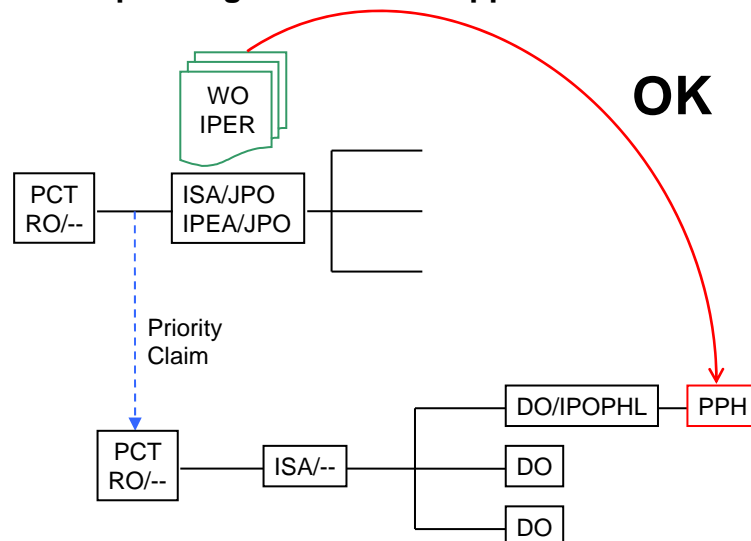 OK
WO
IPER
PCT
RO/--
ISA/JPO
IPEA/JPO
Priority
Claim
DO/IPOPHL
PPH
PCT
RO/--
ISA/--
DO
DO